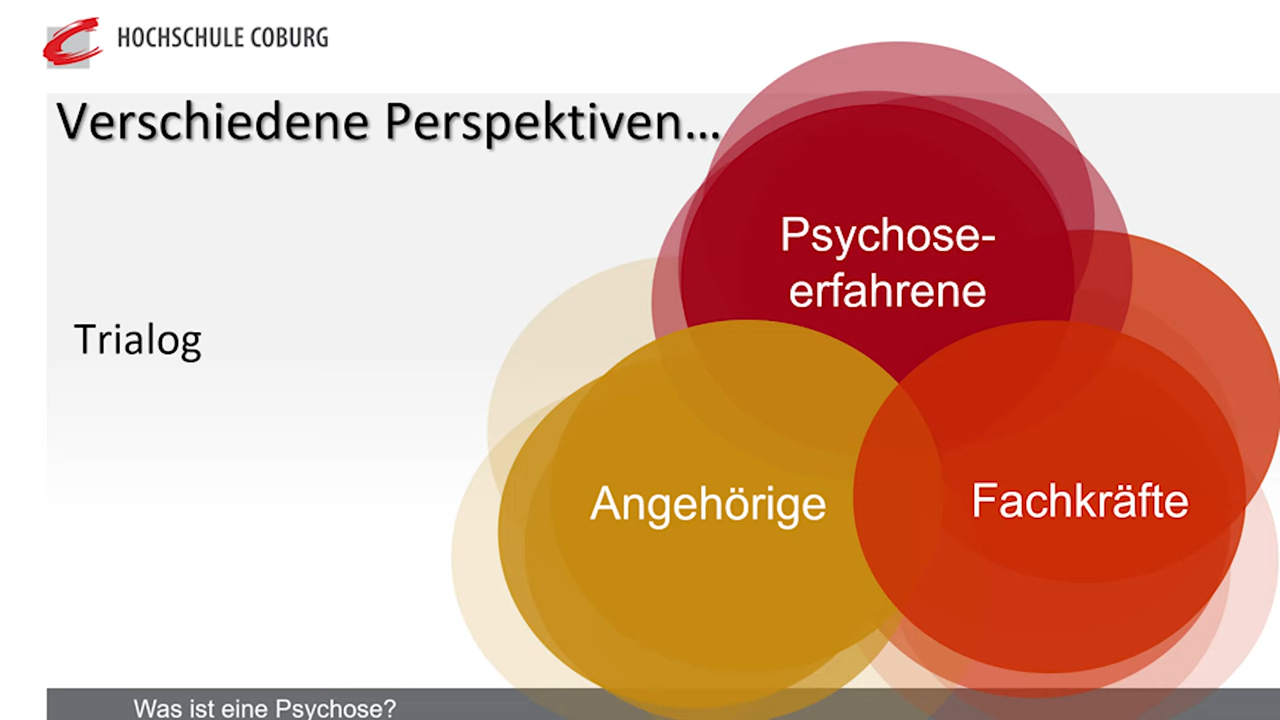 HOCHSCHULE COBURG
Verschiedene Perspektiven...
Psychose-
erfahrene
Trialog
Angehörige
Fachkräfte
Was ist eine Psychose?